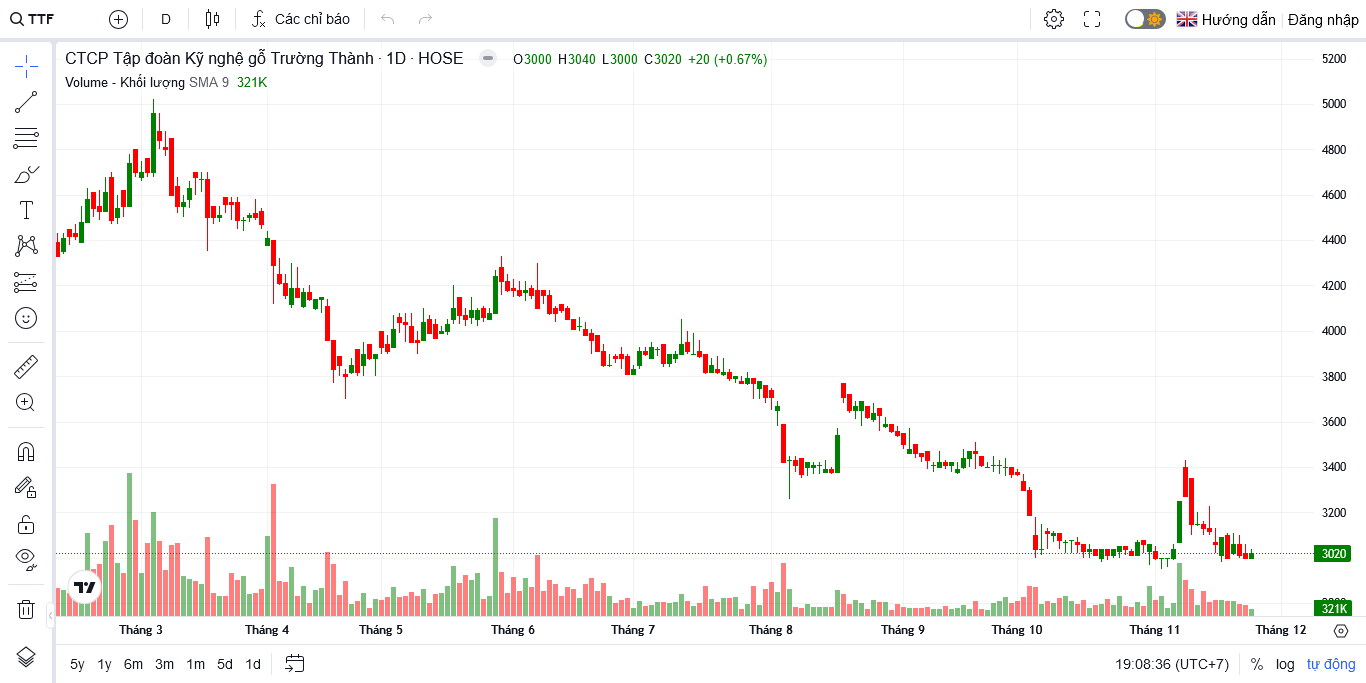 TTF D Các chỉ báo Hướng dẫn Đăng nhập
CTCP Tập đoàn Kỹ nghệ gỗ Trường Thành · 1D · HOSE O3000 H3040 L3000 C3020 +20 (+0.67%)
Volume - Khối lượng SMA 9 321K
5200
5000
4800
4600
4400
4200
4000
3800
3600
3400
3200
3020
321K
Tháng 3 Tháng 4 Tháng 5 Tháng 6 Tháng 7 Tháng 8 Tháng 9 Tháng 10 Tháng 11 Tháng 12
5y 1y 6m 3m 1m 5d 1d 19:08:36 (UTC+7) % log tự động